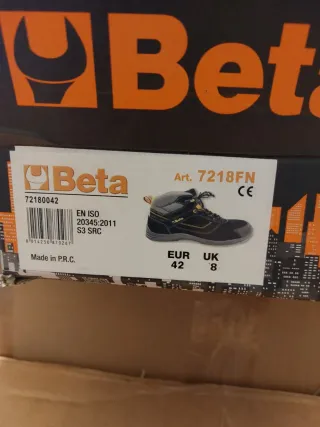 Beta
Beta
Art. 7218FN
72180042
CE
EN ISO
20345:2011
S3 SRC
EUR UK
42 8
Made in P.R.C.